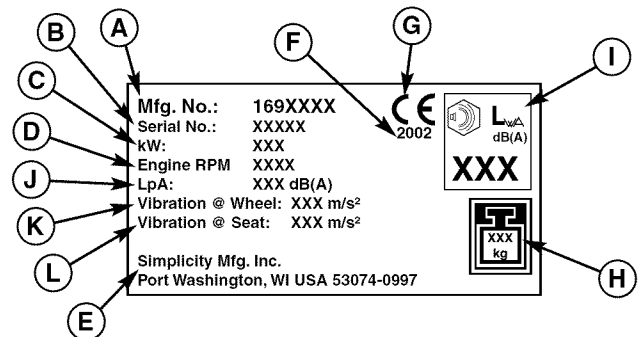 A
B
C
D
J
K
L
E
F
G
I
H
Mfg. No.: 169XXXX
Serial No.: XXXXX
kW: XXX
Engine RPM XXXX
LpA: XXX dB(A)
Vibration @ Wheel: XXX m/s²
Vibration @ Seat: XXX m/s²
Simplicity Mfg. Inc.
Port Washington, WI USA 53074-0997
CE
2002
LWA
dB(A)
XXX
XXX
kg